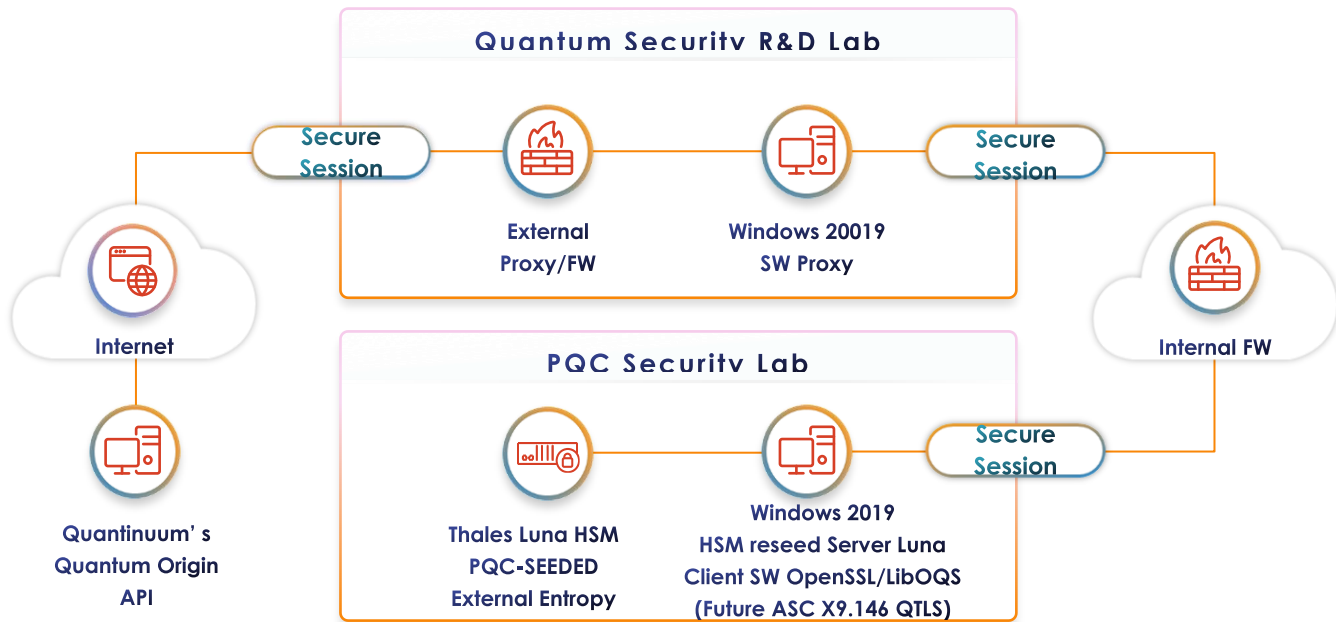 Quantum Security R&D Lab
Secure
Session
Secure
Session
External
Proxy/FW
Windows 20019
SW Proxy
Internet
Internal FW
PQC Security Lab
Secure
Session
Quantinuum' s
Quantum Origin
API
Thales Luna HSM
PQC-SEEDED
External Entropy
Windows 2019
HSM reseed Server Luna
Client SW OpenSSL/LibOQS
(Future ASC X9.146 QTLS)